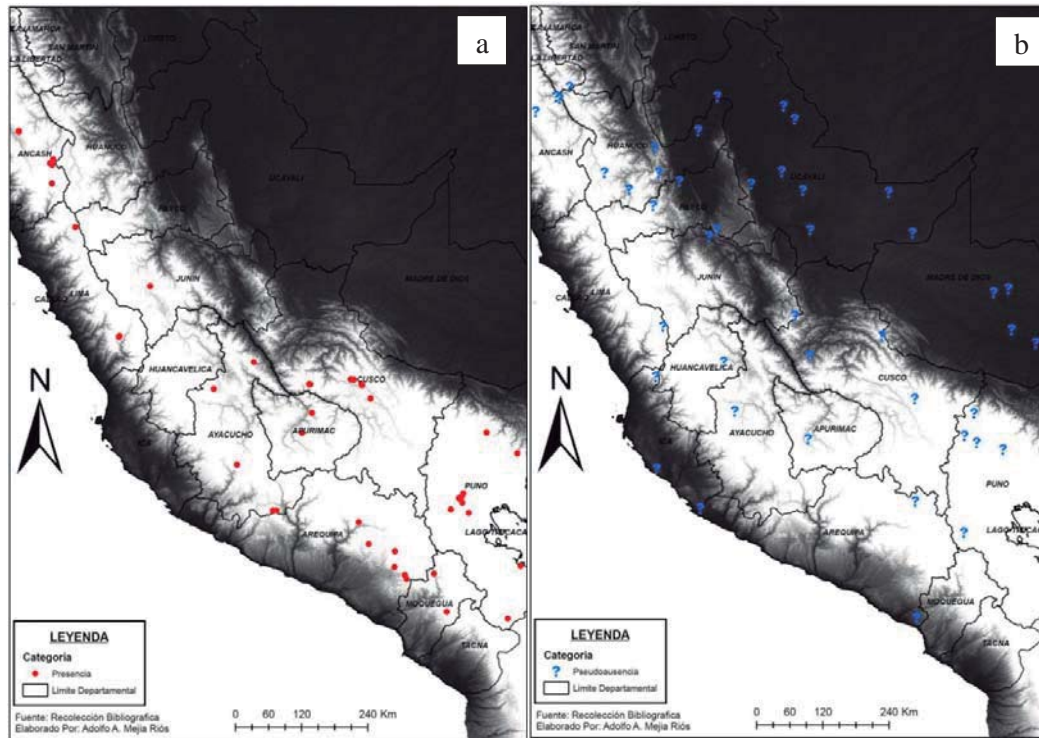 a
CAJAMARCA
LORETO
SAN MARTIN
LA LIBERTAD
ANCASH
HUANUCO
UCAYALI
PASCO
JUNIN
MADRE DE DIOS
LIMA
HUANCAVELICA
CUSCO
N
AYACUCHO
APURIMAC
ICA
PUNO
LAGO TITICACA
AREQUIPA
MOQUEGUA
TACNA
LEYENDA
Categoria
Presencia
Limite Departamental
Fuente: Recolección Bibliografica
Elaborado Por: Adolfo A. Mejia Riós
0 60 120 240 Km
b
CAJAMARCA
LORETO
SAN MARTIN
LA LIBERTAD
ANCASH
HUANUCO
UCAYALI
PASCO
JUNIN
MADRE DE DIOS
LIMA
HUANCAVELICA
CUSCO
N
AYACUCHO
APURIMAC
ICA
PUNO
LAGO TITICACA
AREQUIPA
MOQUEGUA
TACNA
LEYENDA
Categoria
? Pseudoausencia
Limite Departamental
Fuente: Recolección Bibliografica
Elaborado Por: Adolfo A. Mejia Riós
0 60 120 240 Km